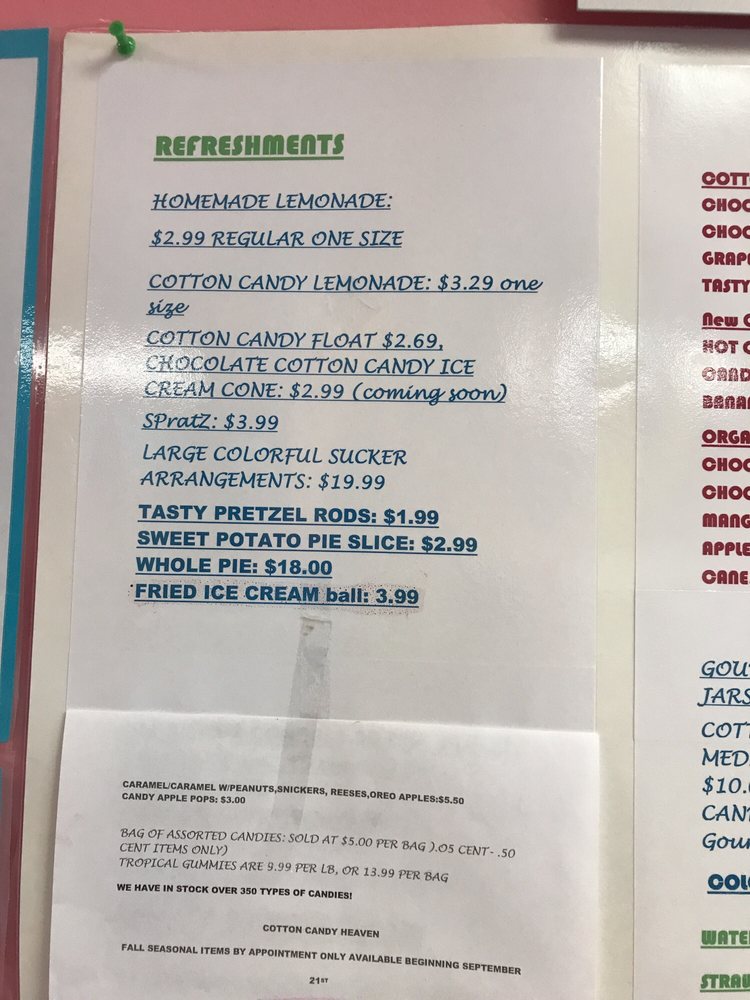 REFRESHMENTS
HOMEMADE LEMONADE:
$2.99 REGULAR ONE SIZE
COTTON CANDY LEMONADE: $3.29 one
size
COTTON CANDY FLOAT $2.69,
CHOCOLATE COTTON CANDY ICE
CREAM CONE: $2.99 (coming soon)
SPratZ: $3.99
LARGE COLORFUL SUCKER
ARRANGEMENTS: $19.99
TASTY PRETZEL RODS: $1.99
SWEET POTATO PIE SLICE: $2.99
WHOLE PIE: $18.00
FRIED ICE CREAM ball: 3.99
CARAMEL/CARAMEL W/PEANUTS,SNICKERS, REESES,OREO APPLES:$5.50
CANDY APPLE POPS: $3.00
BAG OF ASSORTED CANDIES: SOLD AT $5.00 PER BAG ).05 CENT- .50
CENT ITEMS ONLY)
TROPICAL GUMMIES ARE 9.99 PER LB, OR 13.99 PER BAG
WE HAVE IN STOCK OVER 350 TYPES OF CANDIES!
COTTON CANDY HEAVEN
FALL SEASONAL ITEMS BY APPOINTMENT ONLY AVAILABLE BEGINNING SEPTEMBER
21ST
TASTY
New
HOT